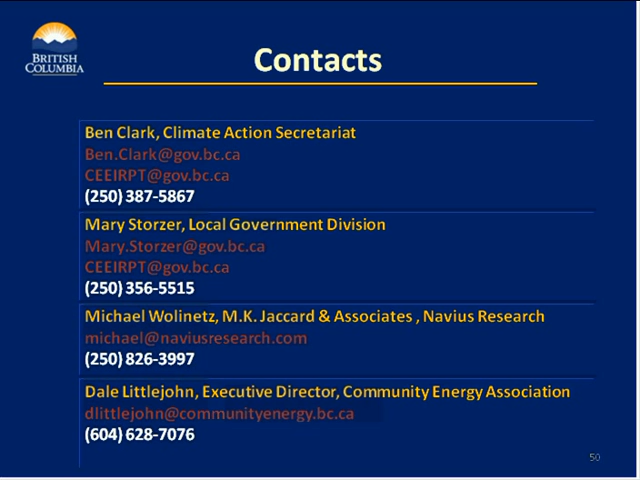 BRITISH
COLUMBIA
Contacts
Ben Clark, Climate Action Secretariat
Ben.Clark@gov.bc.ca
CEEIRPT@gov.bc.ca
(250) 387-5867
Mary Storzer, Local Government Division
Mary.Storzer@gov.bc.ca
CEEIRPT@gov.bc.ca
(250) 356-5515
Michael Wolinetz, M.K. Jaccard & Associates , Navius Research
michael@naviusresearch.com
(250) 826-3997
Dale Littlejohn, Executive Director, Community Energy Association
dlittlejohn@communityenergy.bc.ca
(604) 628-7076
50